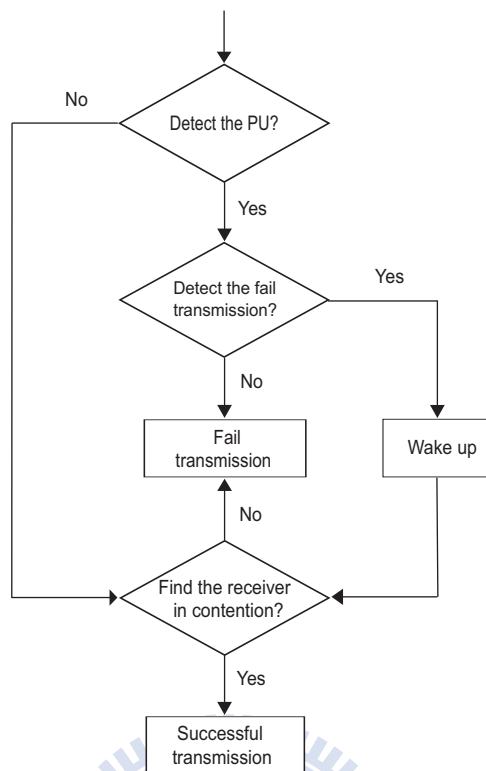 No
Detect the PU?
Yes
Detect the fail
transmission?
Yes
No
Fail
transmission
Wake up
No
Find the receiver
in contention?
Yes
Successful
transmission